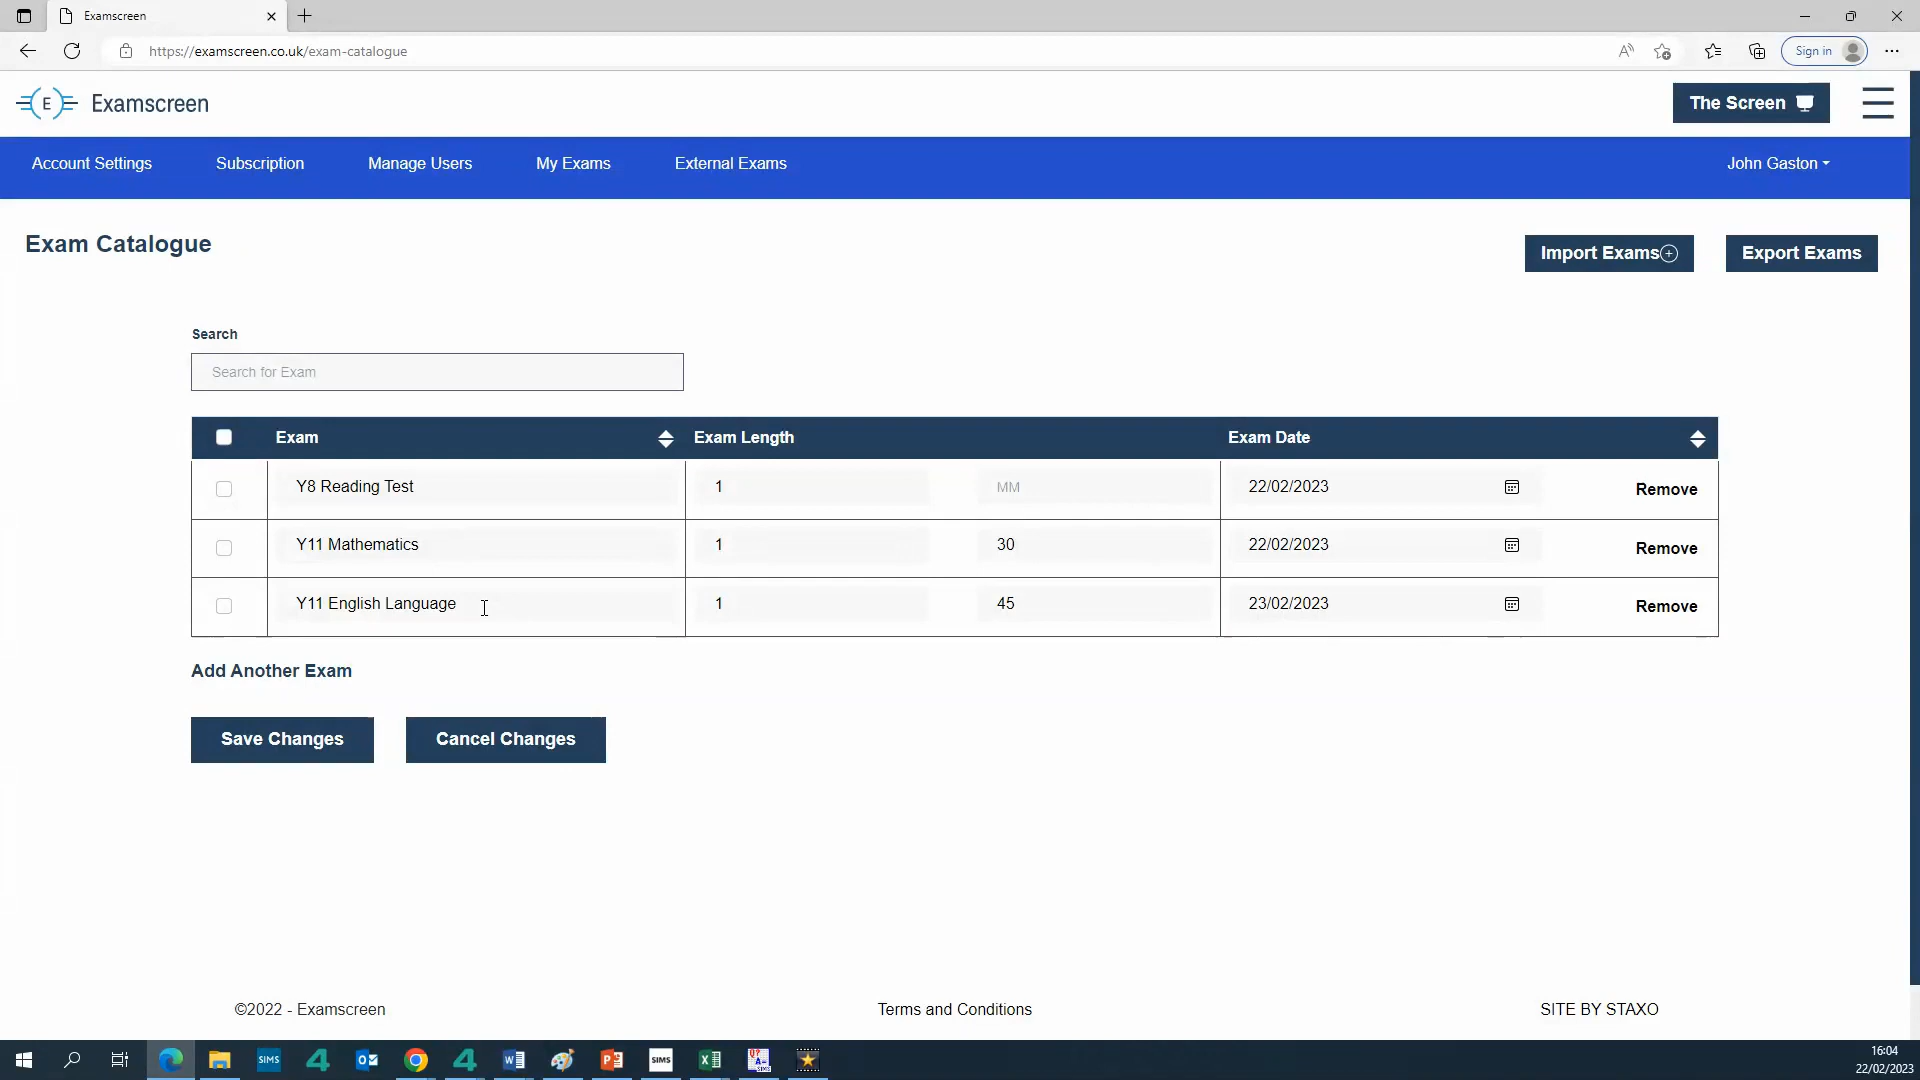 Examscreen
https://examscreen.co.uk/exam-catalogue
Sign in
E Examscreen
The Screen
Account Settings Subscription Manage Users My Exams External Exams John Gaston
Exam Catalogue
Import Exams Export Exams
Search
Search for Exam
Exam Exam Length Exam Date
Y8 Reading Test 1 MM 22/02/2023 Remove
Y11 Mathematics 1 30 22/02/2023 Remove
Y11 English Language 1 45 23/02/2023 Remove
Add Another Exam
Save Changes Cancel Changes
©2022 - Examscreen Terms and Conditions SITE BY STAXO
SIMS 4 4 SIMS
16:04
22/02/2023